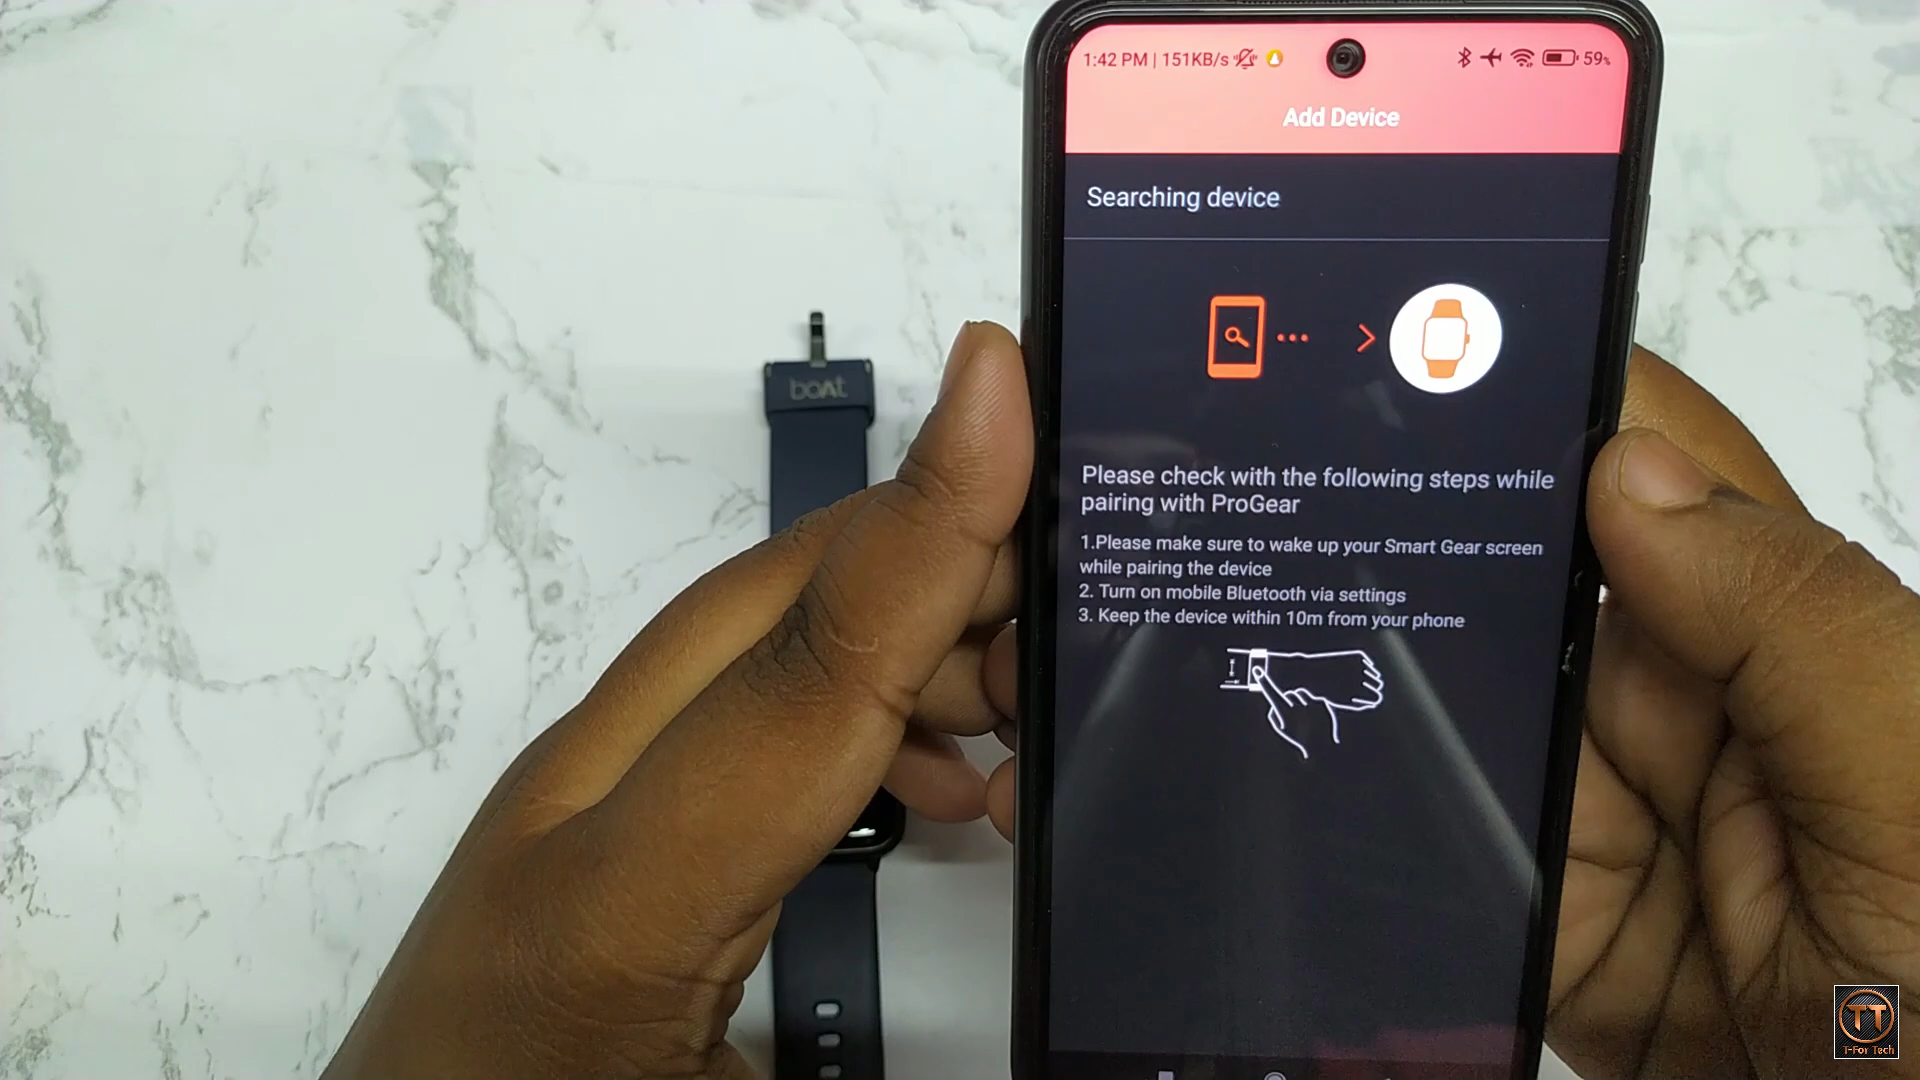 1:42 PM | 151KB/s
59%
Add Device
Searching device
boAt
Please check with the following steps while
pairing with ProGear
1.Please make sure to wake up your Smart Gear screen
while pairing the device
2. Turn on mobile Bluetooth via settings
3. Keep the device within 10m from your phone
TT
T-For Tech